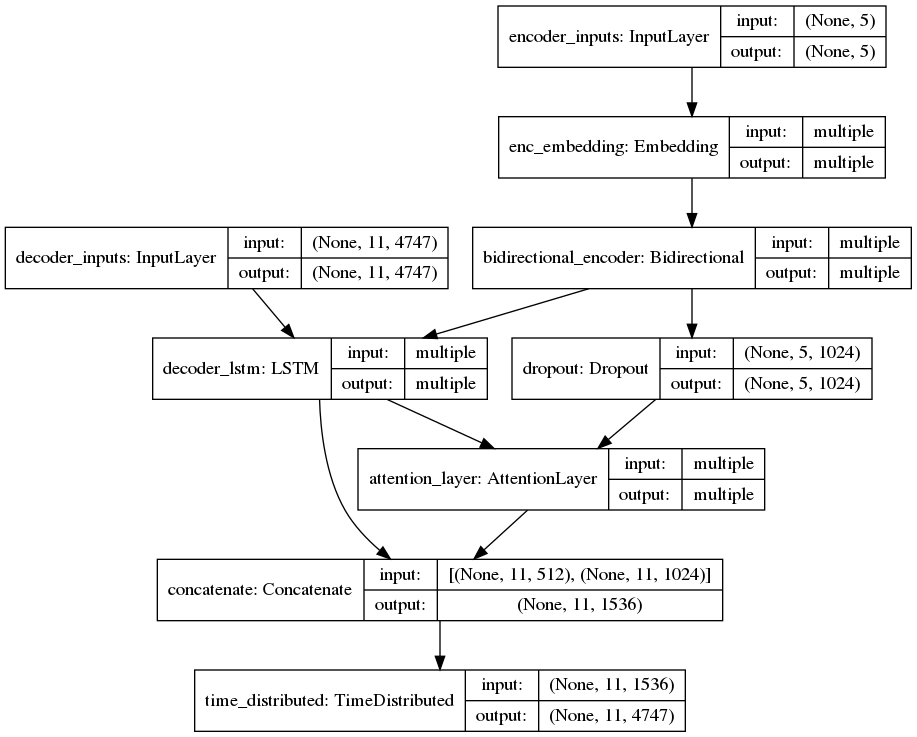 encoder_inputs: InputLayer
input: (None, 5)
output: (None, 5)
enc_embedding: Embedding
input: multiple
output: multiple
decoder_inputs: InputLayer
input: (None, 11, 4747)
output: (None, 11, 4747)
bidirectional_encoder: Bidirectional
input: multiple
output: multiple
decoder_lstm: LSTM
input: multiple
output: multiple
dropout: Dropout
input: (None, 5, 1024)
output: (None, 5, 1024)
attention_layer: AttentionLayer
input: multiple
output: multiple
concatenate: Concatenate
input: [(None, 11, 512), (None, 11, 1024)]
output: (None, 11, 1536)
time_distributed: TimeDistributed
input: (None, 11, 1536)
output: (None, 11, 4747)